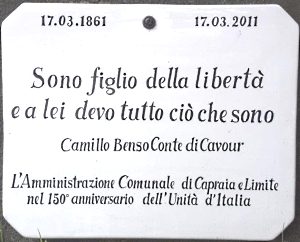 17.03.1861 17.03.2011
Sono figlio della libertà
e a lei devo tutto ciò che sono
Camillo Benso Conte di Cavour
L'Amministrazione Comunale di Capraia e Limite
nel 150° anniversario dell'Unità d'Italia